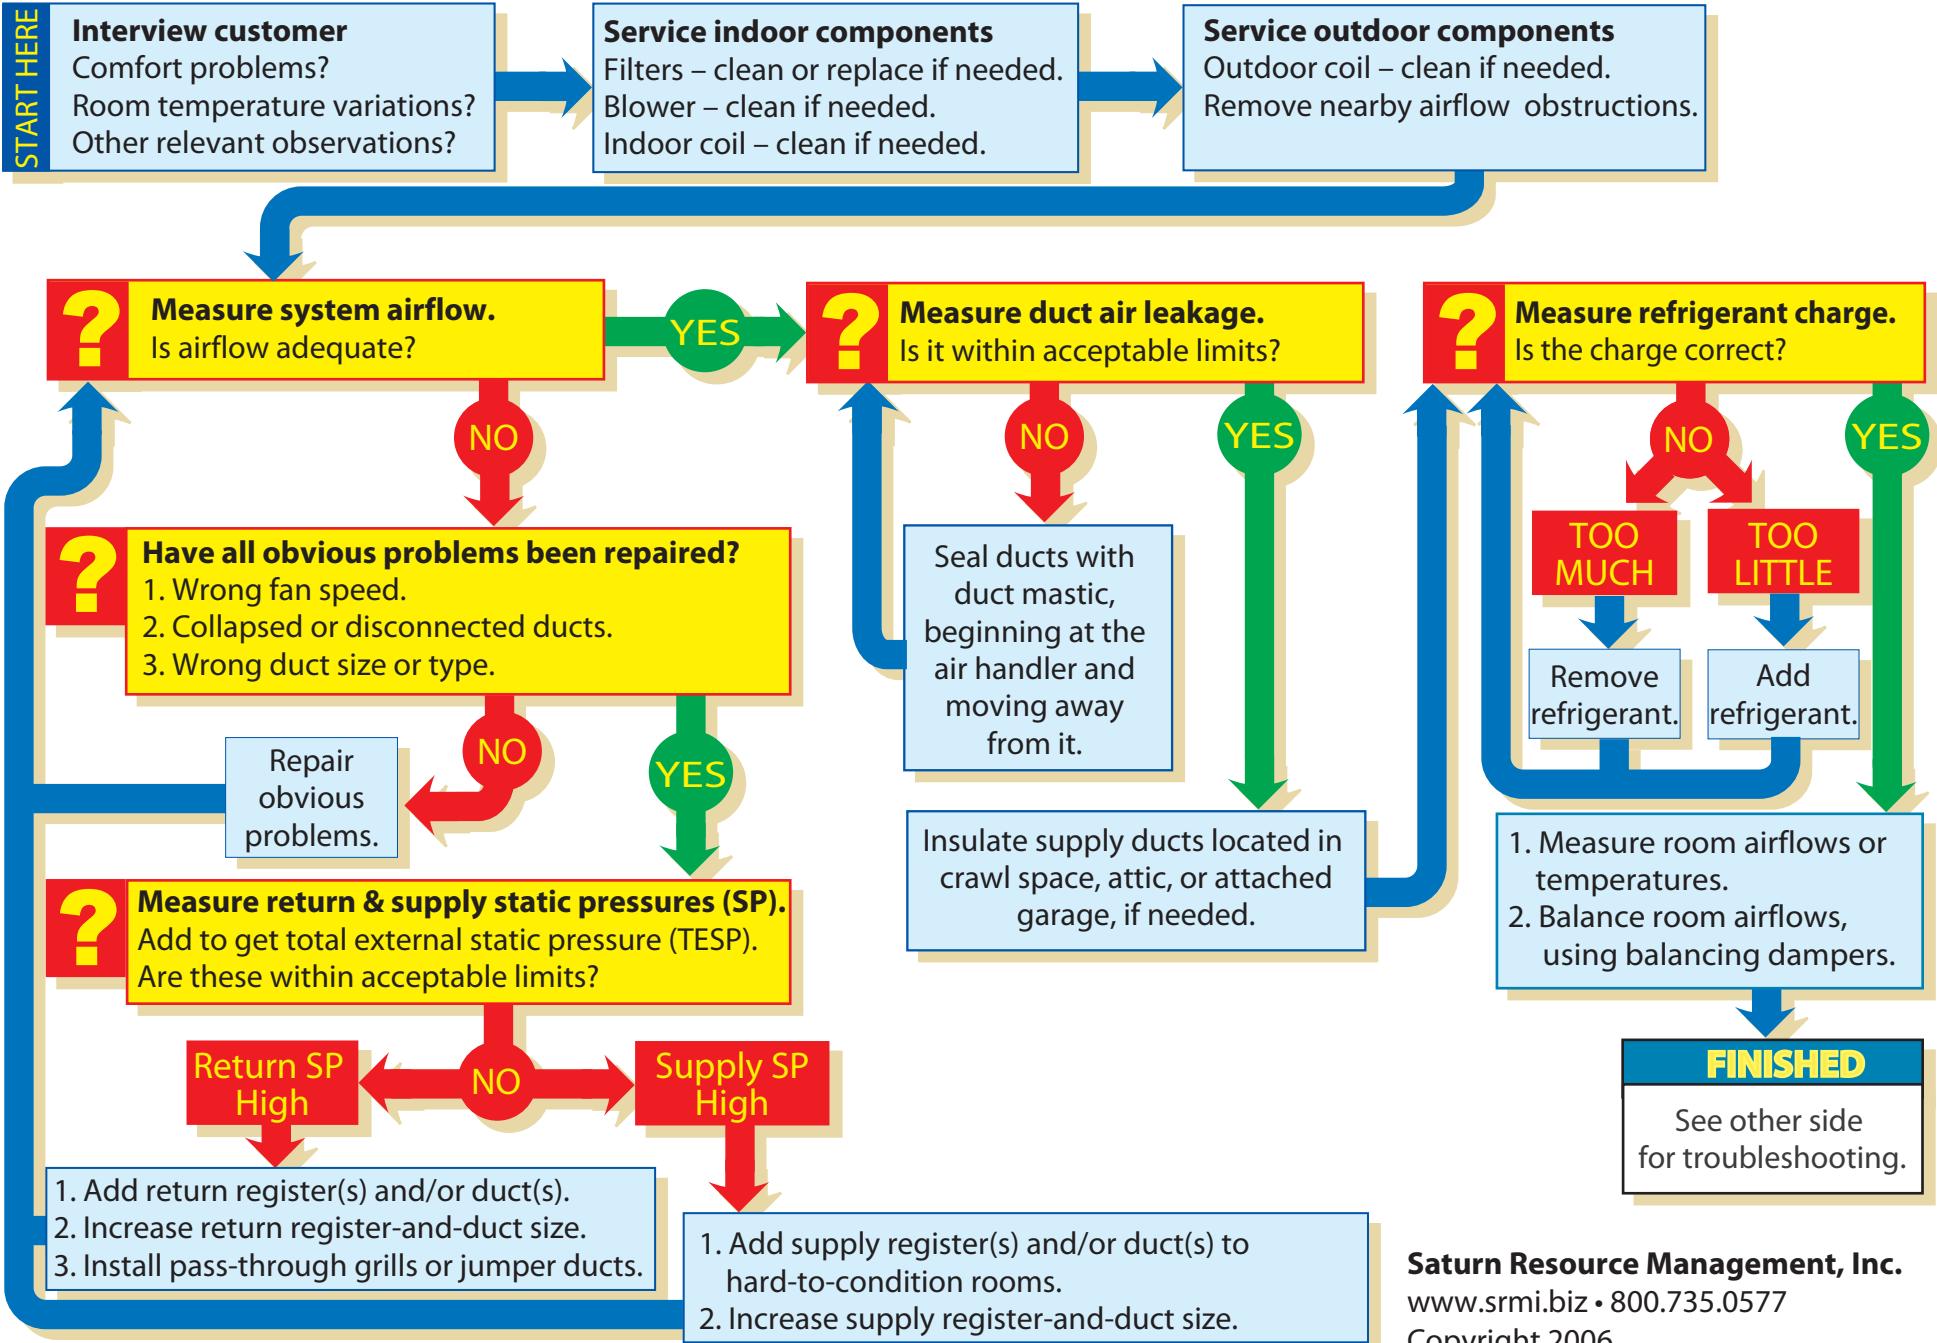 START HERE
Interview customer
Comfort problems?
Room temperature variations?
Other relevant observations?
Service indoor components
Filters – clean or replace if needed.
Blower – clean if needed.
Indoor coil – clean if needed.
Service outdoor components
Outdoor coil – clean if needed.
Remove nearby airflow obstructions.
?
Measure system airflow.
Is airflow adequate?
YES
?
Measure duct air leakage.
Is it within acceptable limits?
?
Measure refrigerant charge.
Is the charge correct?
NO
NO
YES
NO
YES
TOO
MUCH
TOO
LITTLE
?
Have all obvious problems been repaired?
1. Wrong fan speed.
2. Collapsed or disconnected ducts.
3. Wrong duct size or type.
Seal ducts with
duct mastic,
beginning at the
air handler and
moving away
from it.
Remove
refrigerant.
Add
refrigerant.
NO
YES
Repair
obvious
problems.
Insulate supply ducts located in
crawl space, attic, or attached
garage, if needed.
1. Measure room airflows or
temperatures.
2. Balance room airflows,
using balancing dampers.
?
Measure return & supply static pressures (SP).
Add to get total external static pressure (TESP).
Are these within acceptable limits?
Return SP
High
NO
Supply SP
High
FINISHED
See other side
for troubleshooting.
1. Add return register(s) and/or duct(s).
2. Increase return register-and-duct size.
3. Install pass-through grills or jumper ducts.
1. Add supply register(s) and/or duct(s) to
hard-to-condition rooms.
2. Increase supply register-and-duct size.
Saturn Resource Management, Inc.
www.srmi.biz • 800.735.0577
Copyright 2006